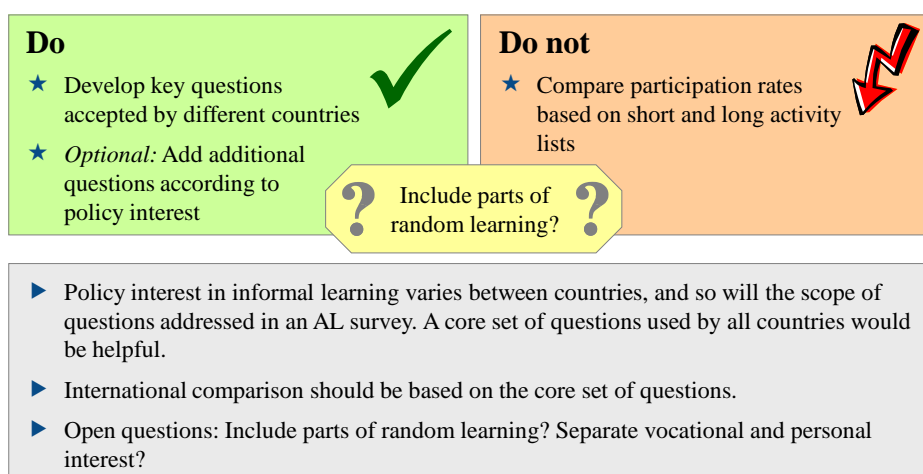 Do
★ Develop key questions
accepted by different countries
★ Optional: Add additional
questions according to
policy interest
Do not
★ Compare participation rates
based on short and long activity
lists
? Include parts of ?
random learning?
▶ Policy interest in informal learning varies between countries, and so will the scope of
questions addressed in an AL survey. A core set of questions used by all countries would
be helpful.
▶ International comparison should be based on the core set of questions.
▶ Open questions: Include parts of random learning? Separate vocational and personal
interest?